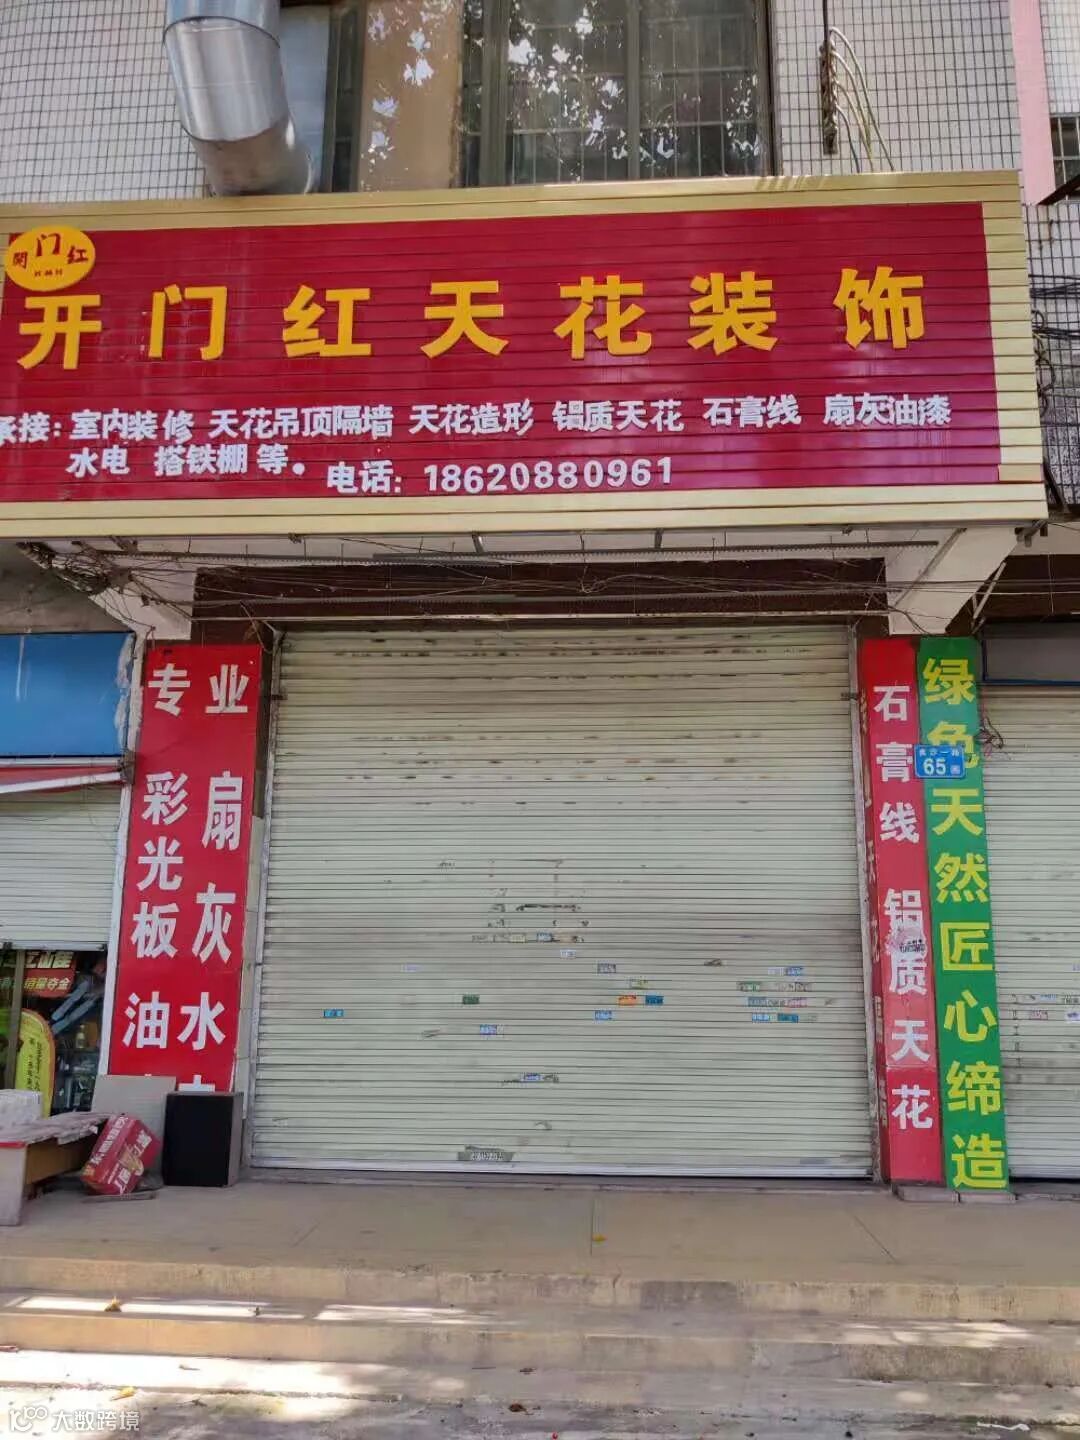 開门红
开门红天花装饰
承接:室内装修 天花吊顶隔墙 天花造形 铝质天花 石膏线 扇灰油漆
水电 搭铁棚等。 电话:18620880961
专业
彩光板 扇灰
油水
石膏线 铝质天花
绿色天然匠心缔造
65
大数跨境